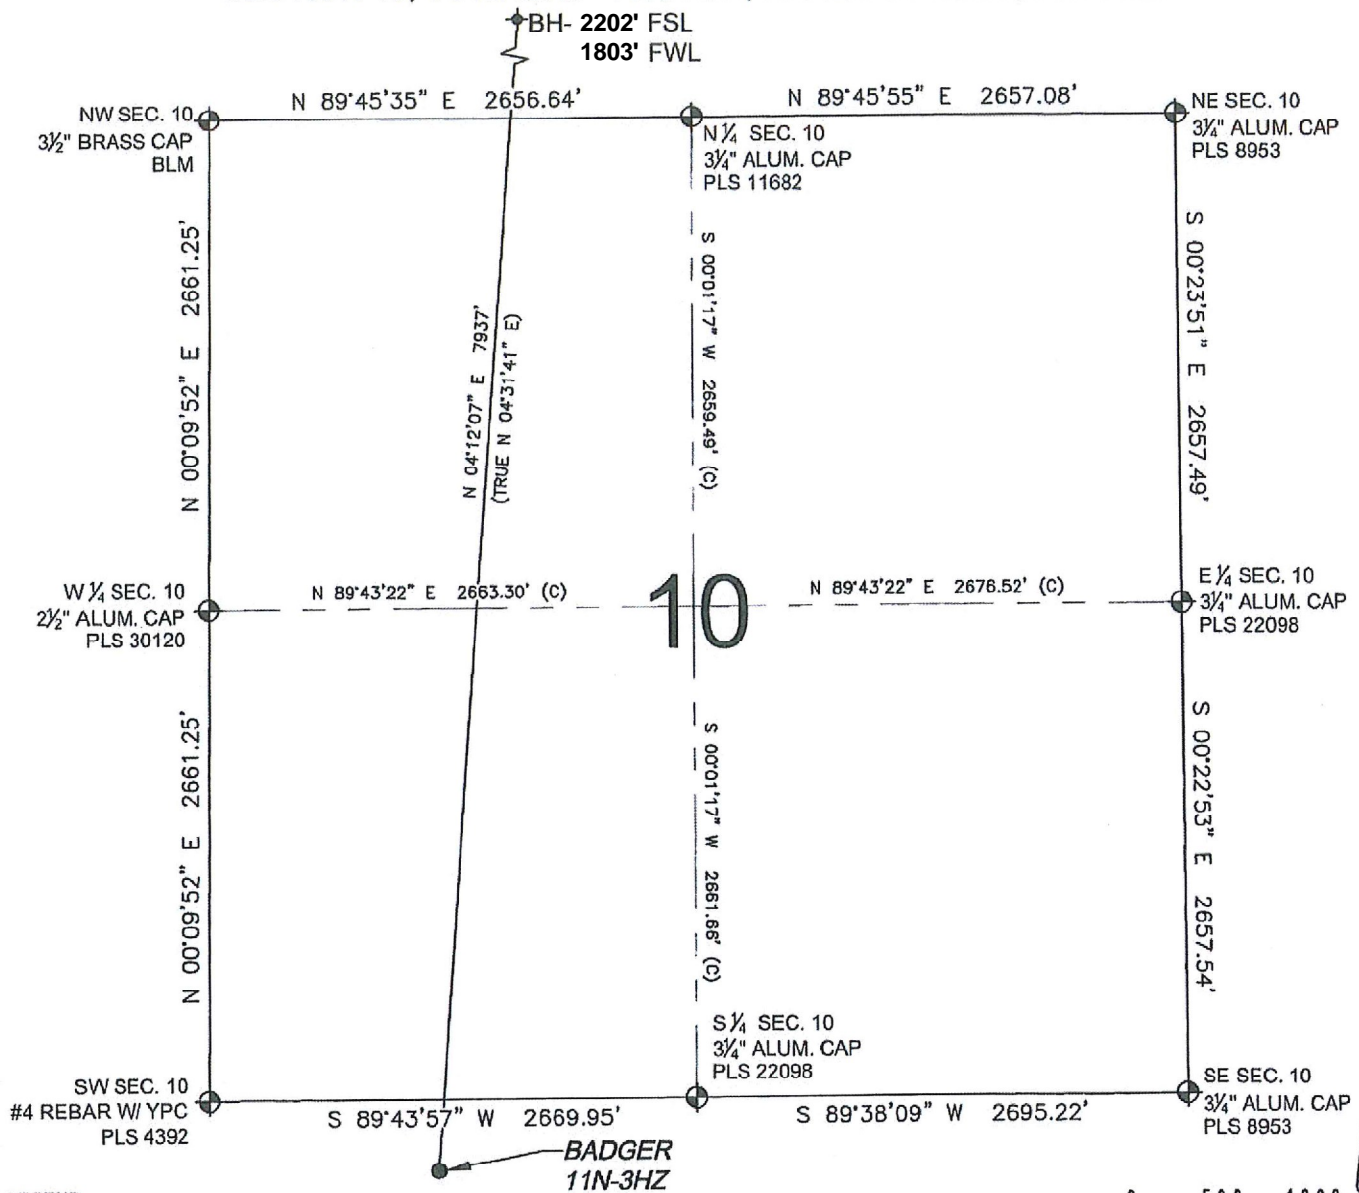 BH- 2202' FSL
1803' FWL
N 89°45'35" E 2656.64'
N 89°45'55" E 2657.08'
NW SEC. 10
3½" BRASS CAP
BLM
N ¼ SEC. 10
3¼" ALUM. CAP
PLS 11682
NE SEC. 10
3¼" ALUM. CAP
PLS 8953
N 00°09'52" E 2661.25'
N 04°12'07" E 7937'
(TRUE N 04°31'41" E)
S 00°01'17" W 2659.49' (C)
S 00°23'51" E 2657.49'
W ¼ SEC. 10
2½" ALUM. CAP
PLS 30120
N 89°43'22" E 2663.30' (C)
10
N 89°43'22" E 2676.52' (C)
E ¼ SEC. 10
3¼" ALUM. CAP
PLS 22098
N 00°09'52" E 2661.25'
S 00°01'17" W 2661.66' (C)
S 00°22'53" E 2657.54'
S ¼ SEC. 10
3¼" ALUM. CAP
PLS 22098
SW SEC. 10
#4 REBAR W/ YPC
PLS 4392
S 89°43'57" W 2669.95'
S 89°38'09" W 2695.22'
SE SEC. 10
3¼" ALUM. CAP
PLS 8953
BADGER
11N-3HZ